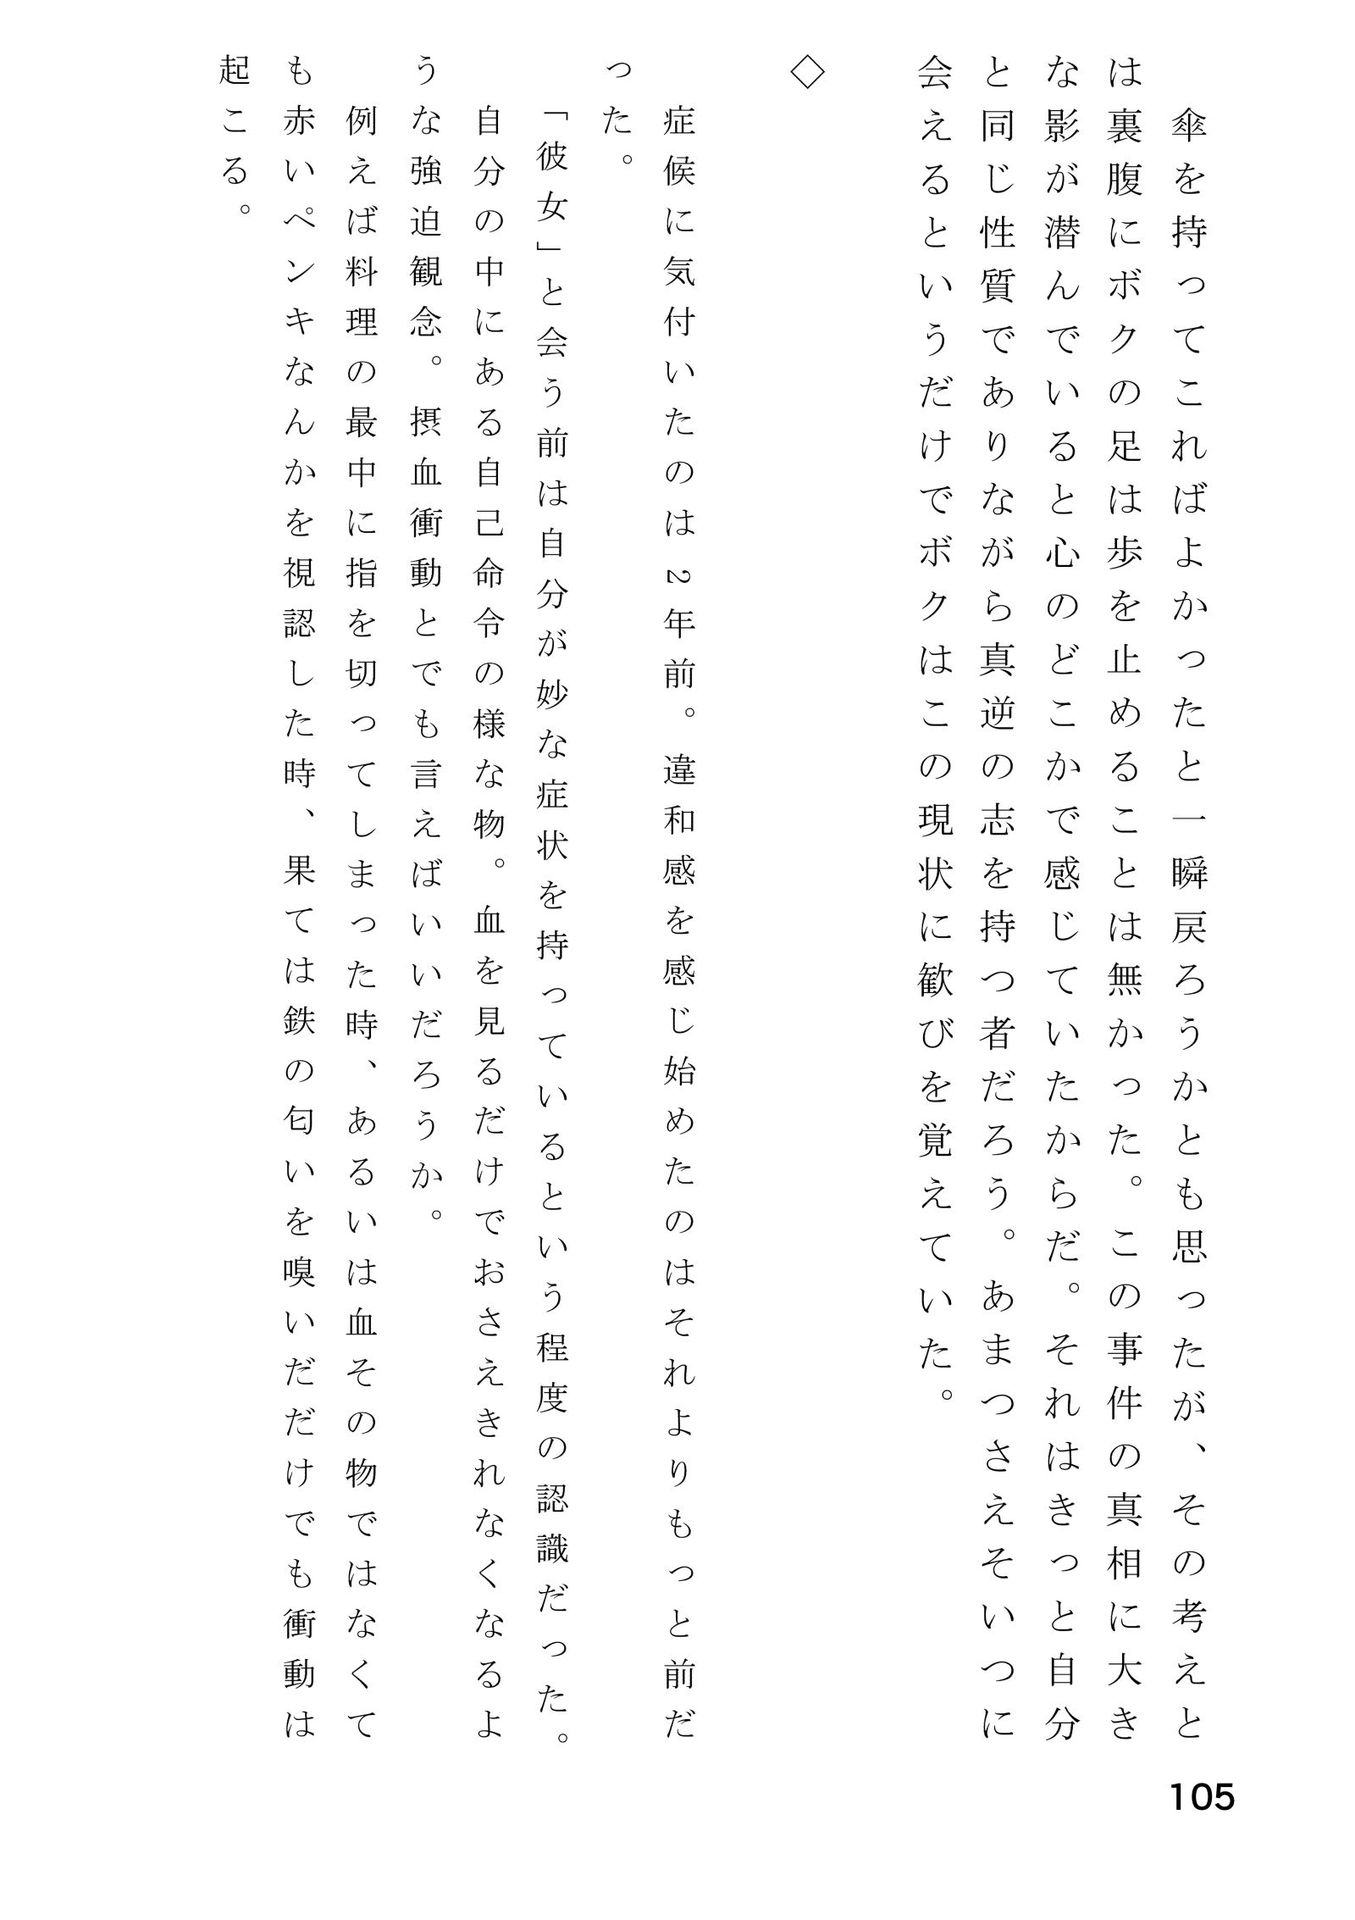 傘を持ってこればよかったと一瞬戻ろうかとも思ったが、その考えと
は裏腹にボクの足は歩を止めることは無かった。この事件の真相に大き
な影が潜んでいると心のどこかで感じていたからだ。それはきっと自分
と同じ性質でありながら真逆の志を持つ者だろう。あまつさえそいつに
会えるというだけでボクはこの現状に歓びを覚えていた。
◇
症候に気付いたのは2年前。違和感を感じ始めたのはそれよりもっと前だ
った。
「彼女」と会う前は自分が妙な症状を持っているという程度の認識だった。
自分の中にある自己命令の様な物。血を見るだけでおさえきれなくなるよ
うな強迫観念。摂血衝動とでも言えばいいだろうか。
例えば料理の最中に指を切ってしまった時、あるいは血その物ではなくて
も赤いペンキなんかを視認した時、果ては鉄の匂いを嗅いだだけでも衝動は
起こる。
105